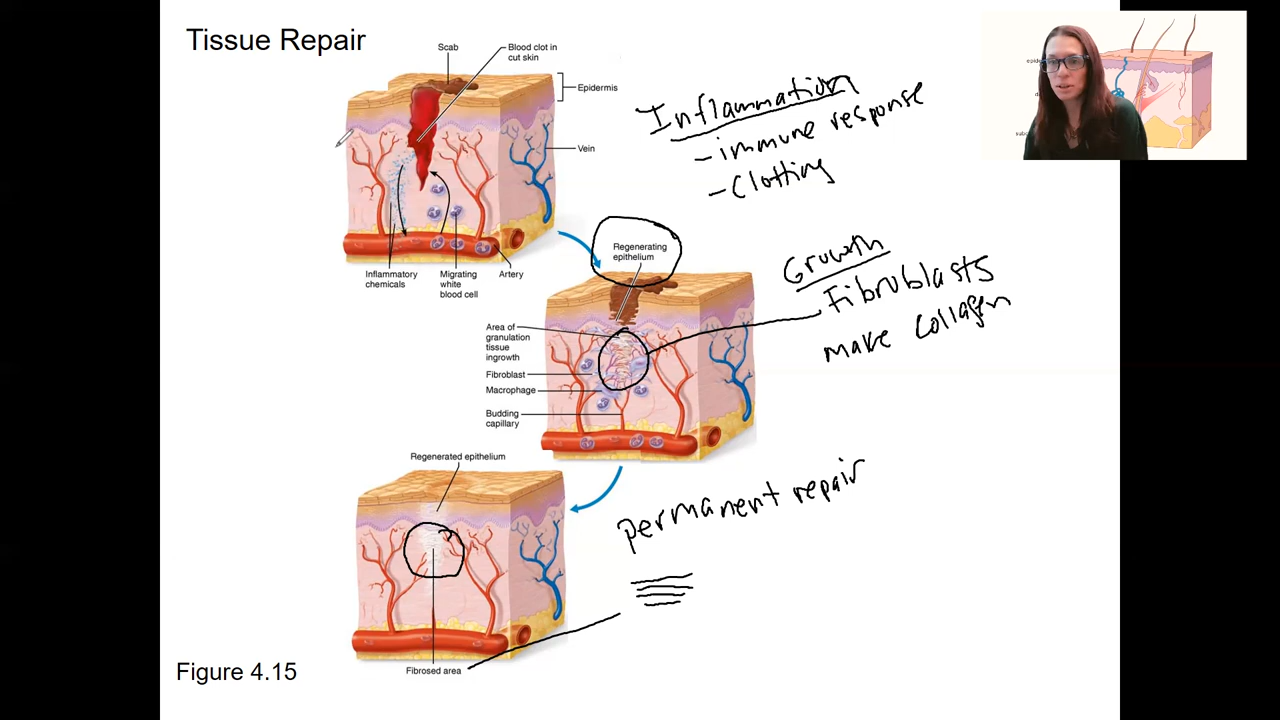 Tissue Repair
Scab
Blood clot in
cut skin
Epidermis
Vein
Inflammatory
chemicals
Migrating
white
blood cell
Artery
Inflammation
- immune response
- Clotting
Regenerating
epithelium
Area of
granulation
tissue
ingrowth
Fibroblast
Macrophage
Budding
capillary
Growth
Fibroblasts
make collagen
Regenerated epithelium
Fibrosed area
permanent repair
Figure 4.15